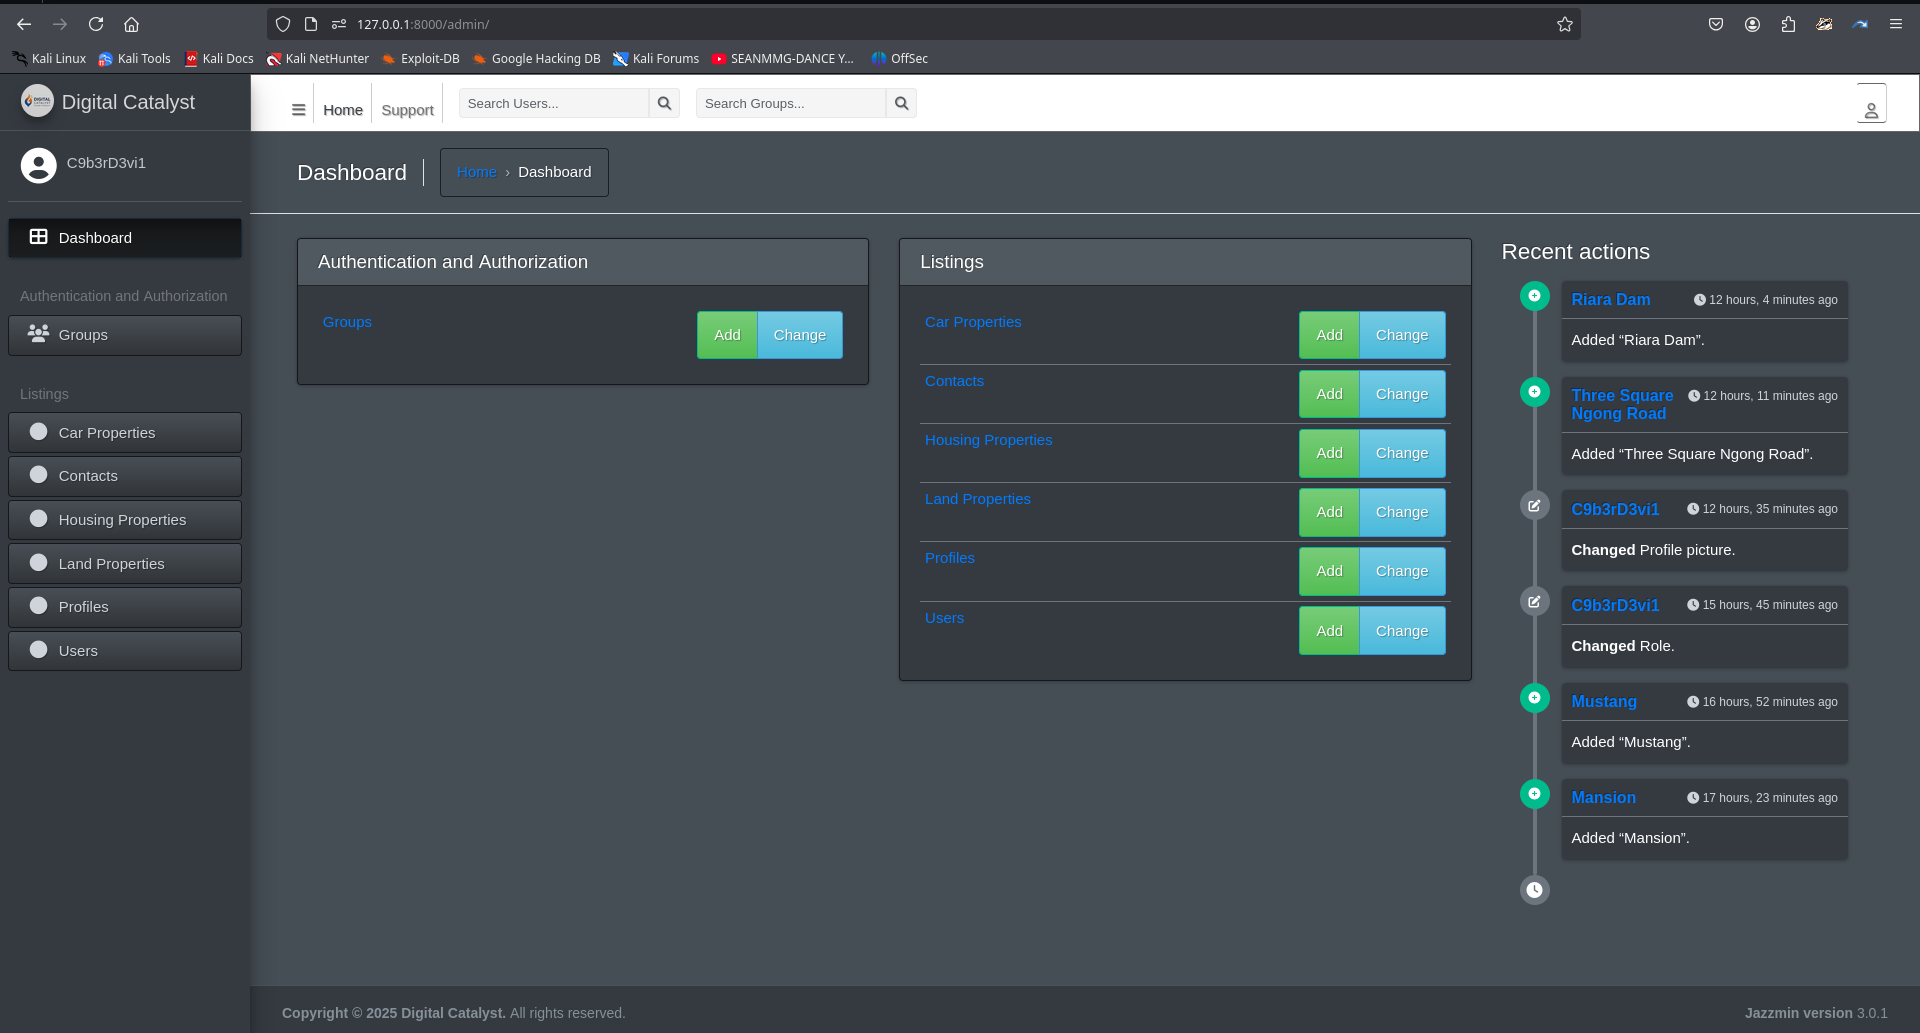 127.0.0.1:8000/admin/
Kali Linux
Kali Tools
Kali Docs
Kali NetHunter
Exploit-DB
Google Hacking DB
Kali Forums
SEANMMG-DANCE Y...
OffSec
Digital Catalyst
Home
Support
Search Users...
Search Groups...
C9b3rD3vi1
Dashboard
Home › Dashboard
Dashboard
Authentication and Authorization
Groups
Listings
Car Properties
Contacts
Housing Properties
Land Properties
Profiles
Users
Authentication and Authorization
Groups
Add
Change
Listings
Car Properties
Add
Change
Contacts
Add
Change
Housing Properties
Add
Change
Land Properties
Add
Change
Profiles
Add
Change
Users
Add
Change
Recent actions
Riara Dam
12 hours, 4 minutes ago
Added “Riara Dam”.
Three Square
Ngong Road
12 hours, 11 minutes ago
Added “Three Square Ngong Road”.
C9b3rD3vi1
12 hours, 35 minutes ago
Changed Profile picture.
C9b3rD3vi1
15 hours, 45 minutes ago
Changed Role.
Mustang
16 hours, 52 minutes ago
Added “Mustang”.
Mansion
17 hours, 23 minutes ago
Added “Mansion”.
Copyright © 2025 Digital Catalyst. All rights reserved.
Jazzmin version 3.0.1